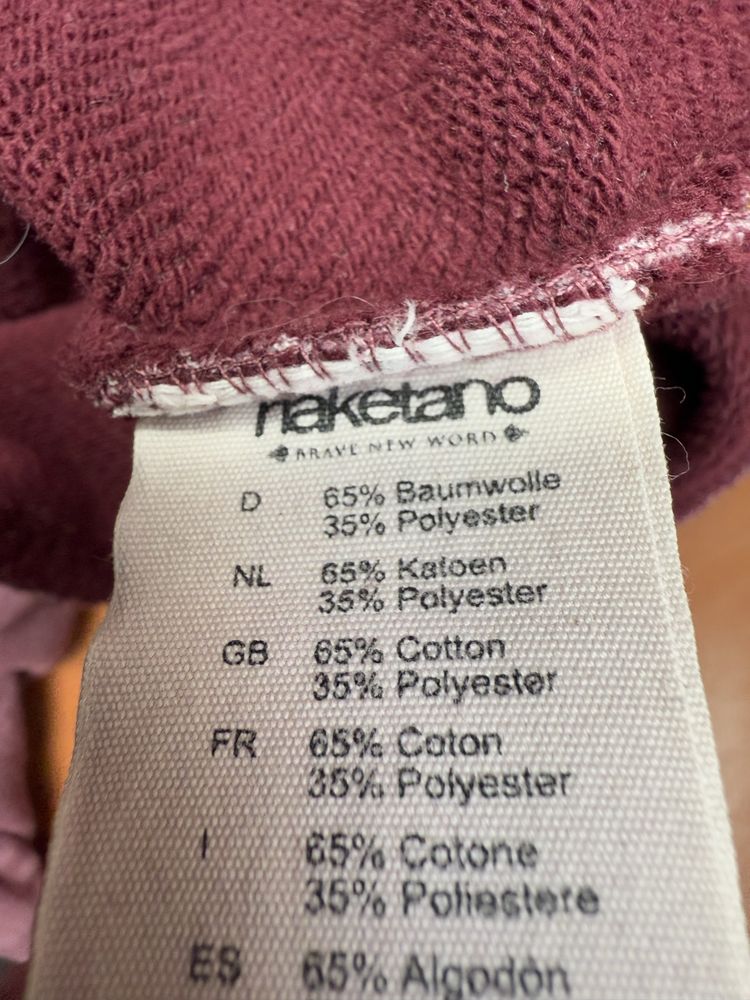 naketano
BRAVE NEW WORD
D 65% Baumwolle
35% Polyester
NL 65% Katoen
35% Polyester
GB 65% Cotton
35% Polyester
FR 65% Coton
35% Polyester
I 65% Cotone
35% Poliestere
ES 65% Algodón